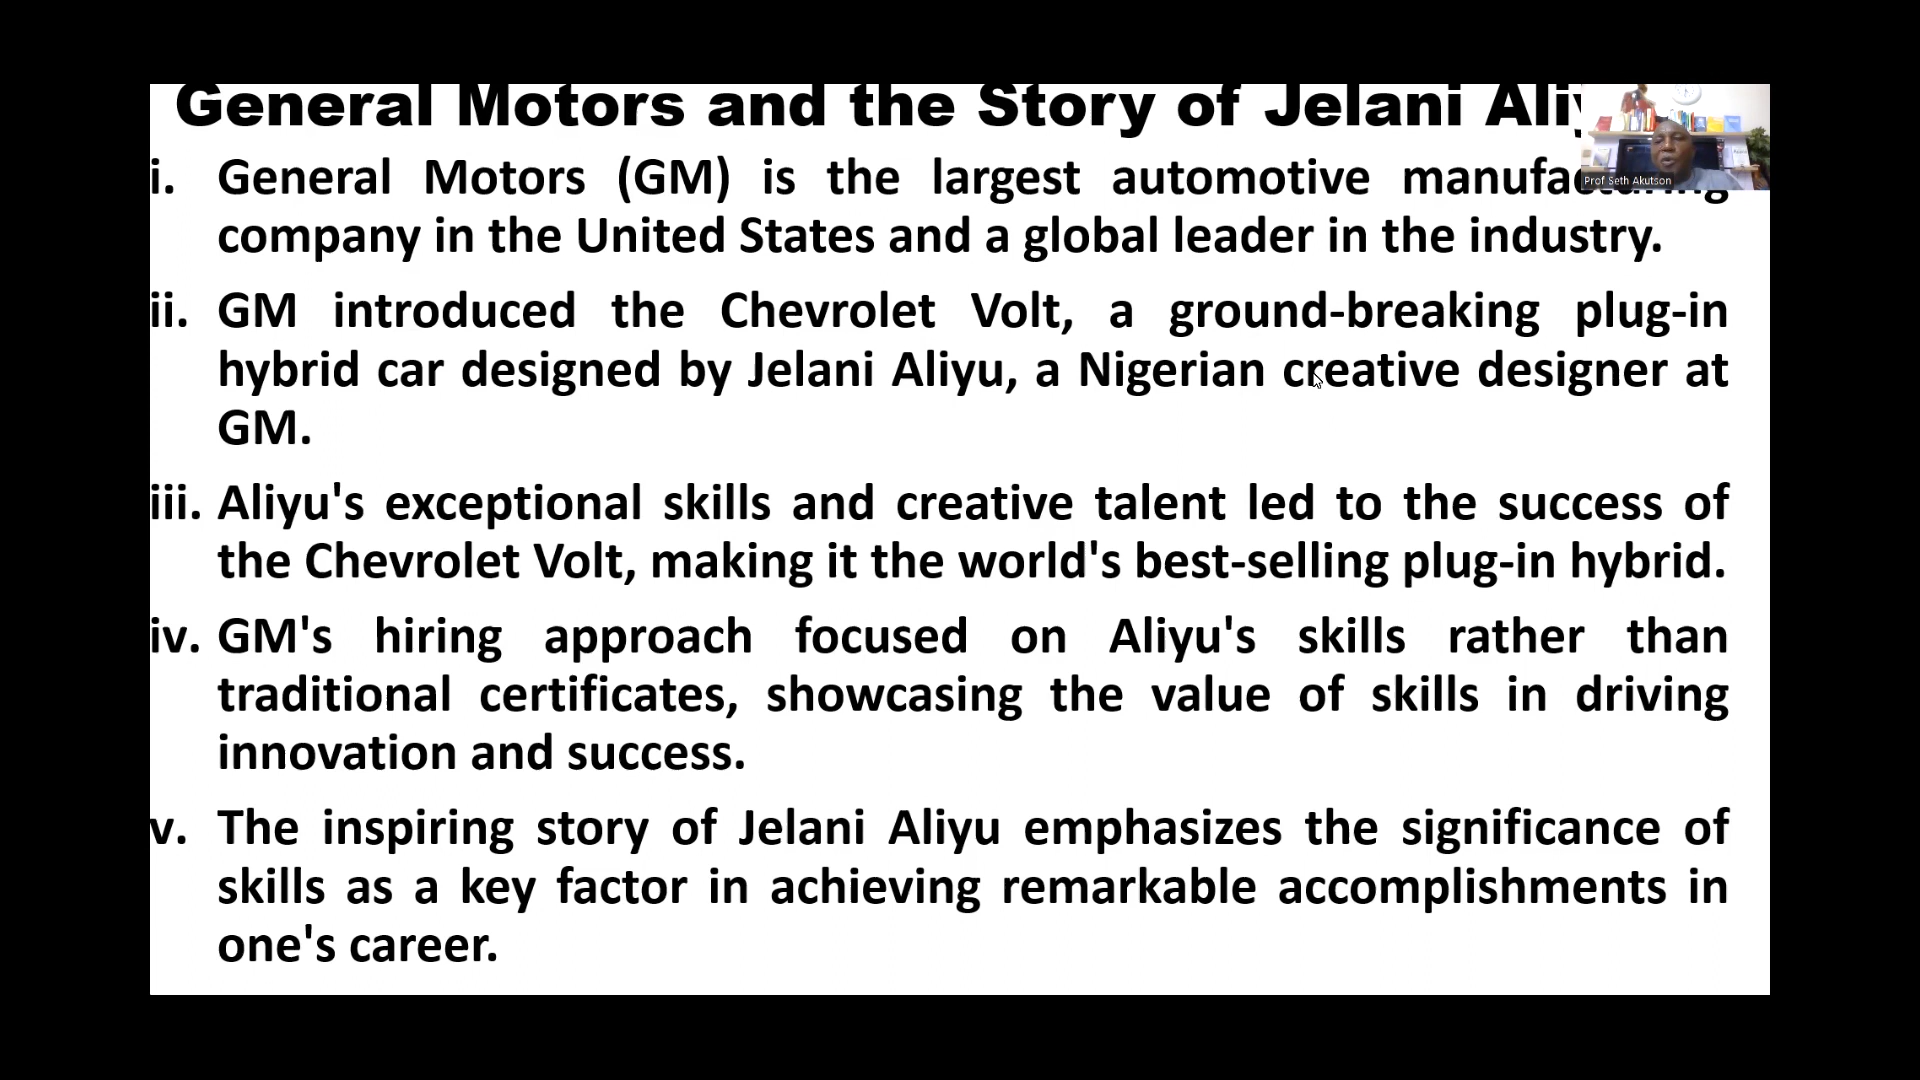 General Motors and the Story of Jelani
i. General Motors (GM) is the largest automotive manufacturing
company in the United States and a global leader in the industry.
ii. GM introduced the Chevrolet Volt, a ground-breaking plug-in
hybrid car designed by Jelani Aliyu, a Nigerian creative designer at
GM.
iii. Aliyu's exceptional skills and creative talent led to the success of
the Chevrolet Volt, making it the world's best-selling plug-in hybrid.
iv. GM's hiring approach focused on Aliyu's skills rather than
traditional certificates, showcasing the value of skills in driving
innovation and success.
v. The inspiring story of Jelani Aliyu emphasizes the significance of
skills as a key factor in achieving remarkable accomplishments in
one's career.
Prof Seth Akutson